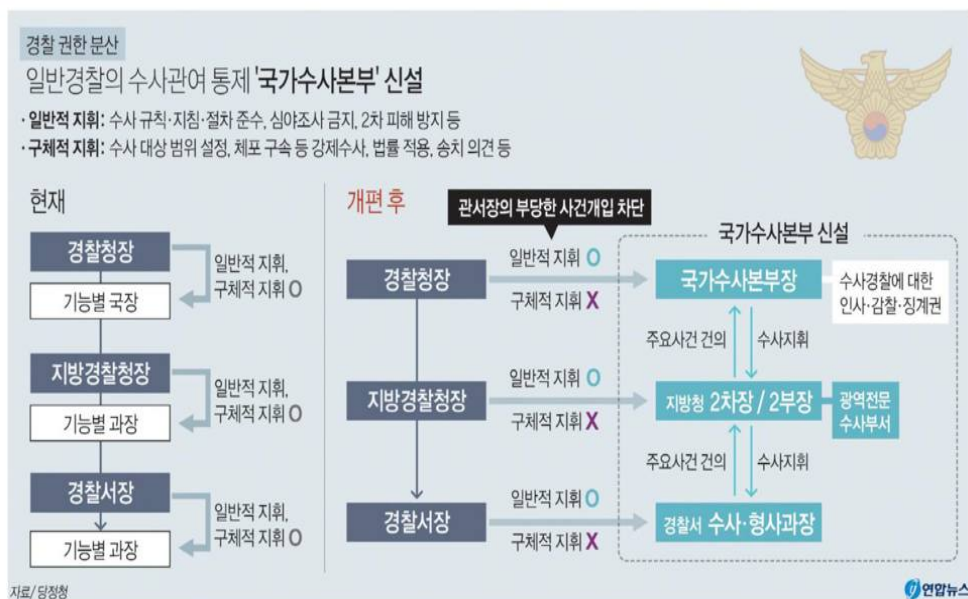 경찰 권한 분산
일반경찰의 수사관여 통제 '국가수사본부' 신설
· 일반적 지휘: 수사 규칙·지침·절차 준수, 심야조사 금지, 2차 피해 방지 등
· 구체적 지휘: 수사 대상 범위 설정, 체포 구속 등 강제수사, 법률 적용, 송치 의견 등
현재
경찰청장
일반적 지휘,
구체적 지휘 O
기능별 국장
지방경찰청장
일반적 지휘,
구체적 지휘 O
기능별 과장
경찰서장
일반적 지휘,
구체적 지휘 O
기능별 과장
개편 후
관서장의 부당한 사건개입 차단
국가수사본부 신설
경찰청장
일반적 지휘 O
구체적 지휘 X
국가수사본부장
수사경찰에 대한
인사·감찰·징계권
주요사건 건의
수사지휘
지방경찰청장
일반적 지휘 O
구체적 지휘 X
지방청 2차장 / 2부장
광역전문
수사부서
주요사건 건의
수사지휘
경찰서장
일반적 지휘 O
구체적 지휘 X
경찰서 수사·형사과장
자료/ 당정청
연합뉴스